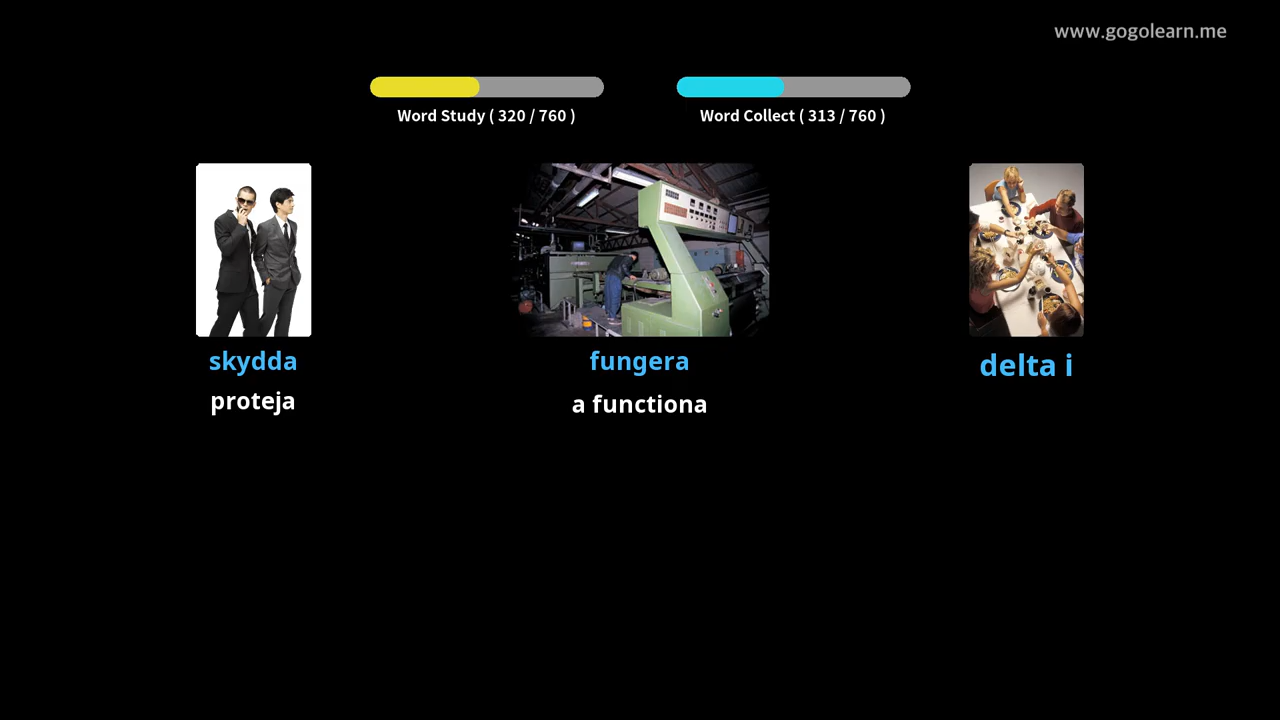 www.gogolearn.me
Word Study ( 320 / 760 )
Word Collect ( 313 / 760 )
skydda
fungera
delta i
proteja
a functiona